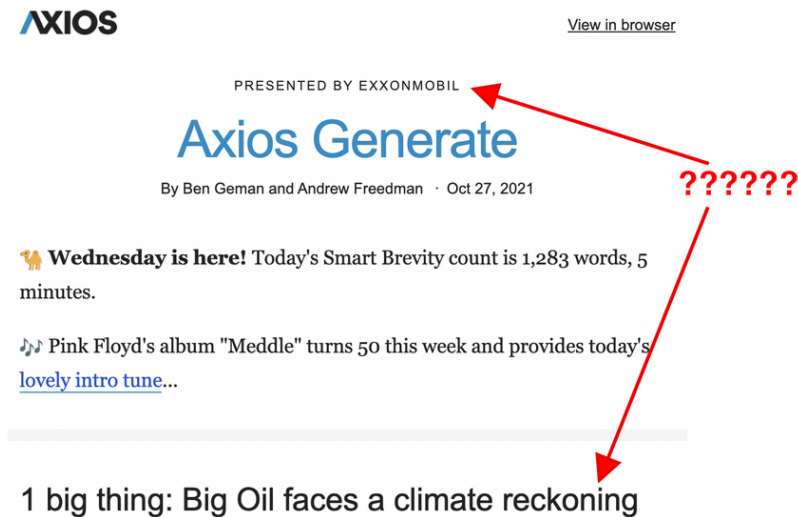 AXIOS
View in browser
PRESENTED BY EXXONMOBIL
Axios Generate
By Ben Geman and Andrew Freedman · Oct 27, 2021
??????
🐫 Wednesday is here! Today's Smart Brevity count is 1,283 words, 5
minutes.
🎶 Pink Floyd's album "Meddle" turns 50 this week and provides today's
lovely intro tune...
1 big thing: Big Oil faces a climate reckoning